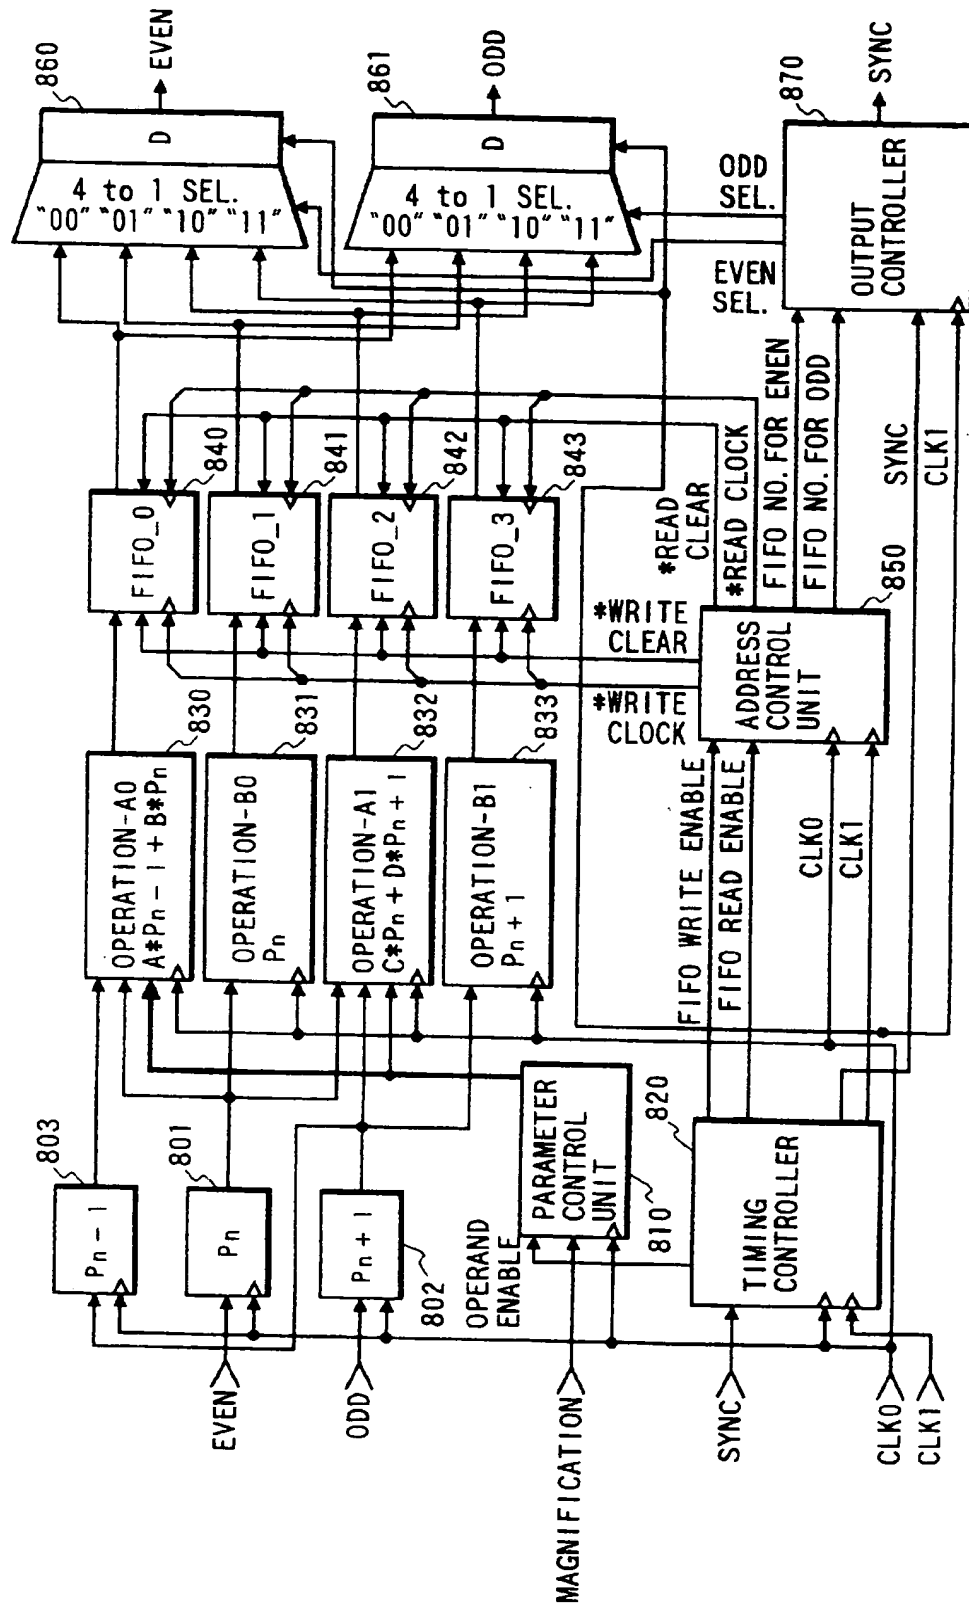 EVEN
ODD
MAGNIFICATION
SYNC
CLK0
CLK1
Pn-1
803
Pn
801
Pn+1
802
OPERAND
ENABLE
PARAMETER
CONTROL
UNIT
810
TIMING
CONTROLLER
820
OPERATION-A0
A*Pn-1+B*Pn
830
OPERATION-B0
Pn
831
OPERATION-A1
C*Pn+D*Pn+1
832
OPERATION-B1
Pn+1
833
FIFO WRITE ENABLE
FIFO READ ENABLE
CLK0
CLK1
*WRITE
CLOCK
*WRITE
CLEAR
ADDRESS
CONTROL
UNIT
850
FIFO_0
840
FIFO_1
841
FIFO_2
842
FIFO_3
843
*READ
CLEAR
*READ CLOCK
FIFO NO. FOR ENEN
FIFO NO. FOR ODD
SYNC
CLK1
4 to 1 SEL.
"00" "01" "10" "11"
D
860
EVEN
4 to 1 SEL.
"00" "01" "10" "11"
D
861
ODD
EVEN
SEL.
ODD
SEL.
OUTPUT
CONTROLLER
870
SYNC